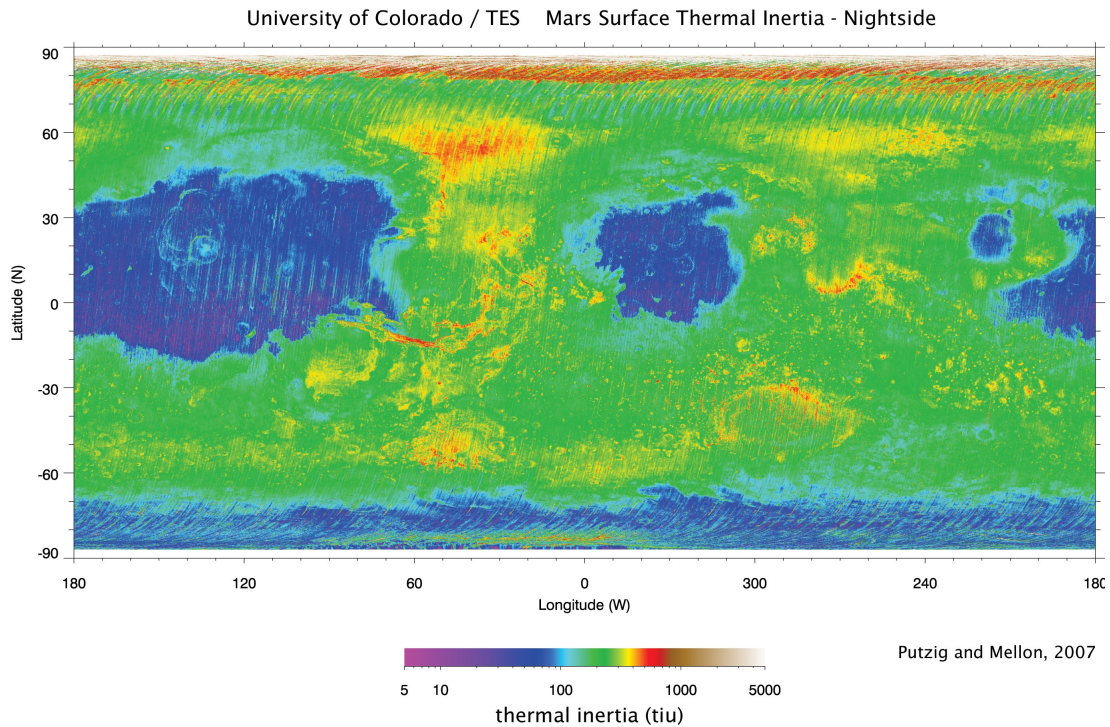 University of Colorado / TES    Mars Surface Thermal Inertia - Nightside
90
60
30
0
-30
-60
-90
Latitude (N)
180 120 60 0 300 240 180
Longitude (W)
5 10 100 1000 5000
thermal inertia (tiu)
Putzig and Mellon, 2007